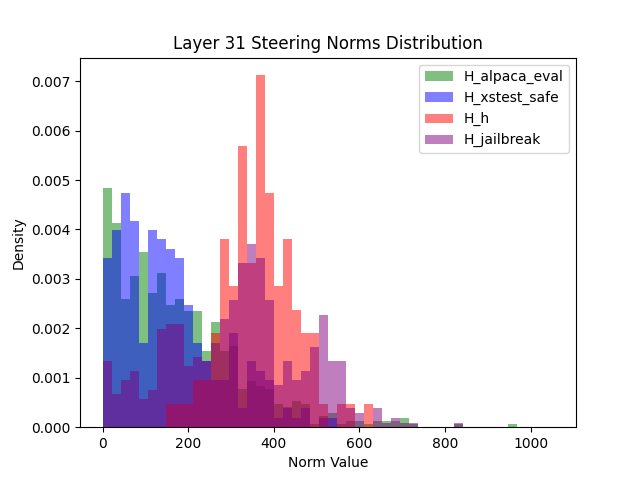 Layer 31 Steering Norms Distribution
H_alpaca_eval
H_xstest_safe
H_h
H_jailbreak
Density
0.007
0.006
0.005
0.004
0.003
0.002
0.001
0.000
0 200 400 600 800 1000
Norm Value